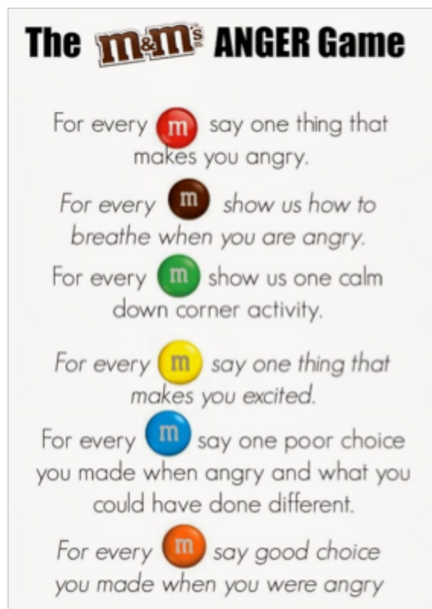 The m&m's ANGER Game
For every m say one thing that
makes you angry.
For every m show us how to
breathe when you are angry.
For every m show us one calm
down corner activity.
For every m say one thing that
makes you excited.
For every m say one poor choice
you made when angry and what you
could have done different.
For every m say good choice
you made when you were angry